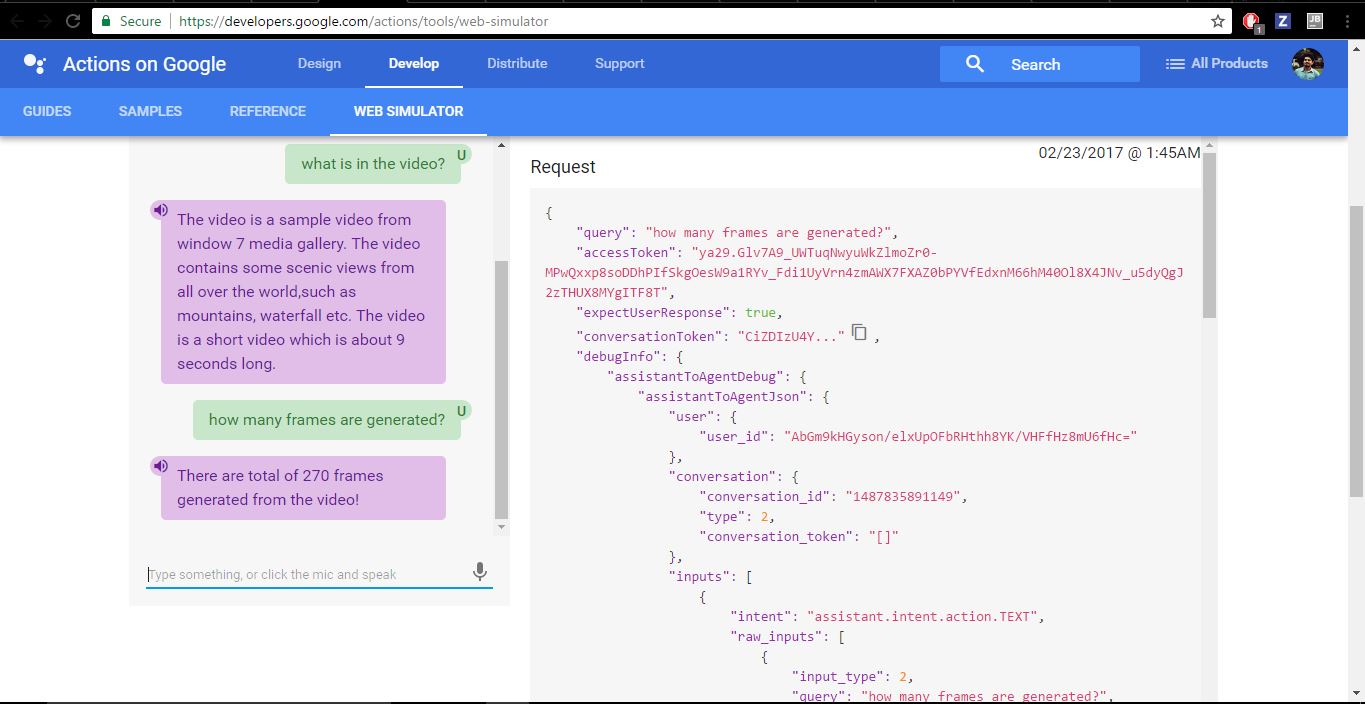 Secure https://developers.google.com/actions/tools/web-simulator
1
Z
JB
Actions on Google Design Develop Distribute Support Search All Products
GUIDES SAMPLES REFERENCE WEB SIMULATOR
what is in the video? U
The video is a sample video from
window 7 media gallery. The video
contains some scenic views from
all over the world,such as
mountains, waterfall etc. The video
is a short video which is about 9
seconds long.
how many frames are generated? U
There are total of 270 frames
generated from the video!
Type something, or click the mic and speak
02/23/2017 @ 1:45AM
Request
{
"query": "how many frames are generated?",
"accessToken": "ya29.Glv7A9_UWTuqNwyuWkZlmoZr0-
MPwQxxp8soDDhPIfSkgOesW9a1RYv_Fdi1UyVrn4zmAWX7FXAZ0bPYVfEdxnM66hM40Ol8X4JNv_u5dyQgJ
2zTHUX8MYgITF8T",
"expectUserResponse": true,
"conversationToken": "CiZDIzU4Y..." ,
"debugInfo": {
"assistantToAgentDebug": {
"assistantToAgentJson": {
"user": {
"user_id": "AbGm9kHGyson/elxUpOFbRHthh8YK/VHFfHz8mU6fHc="
},
"conversation": {
"conversation_id": "1487835891149",
"type": 2,
"conversation_token": "[]"
},
"inputs": [
{
"intent": "assistant.intent.action.TEXT",
"raw_inputs": [
{
"input_type": 2,
"query": "how many frames are generated?",